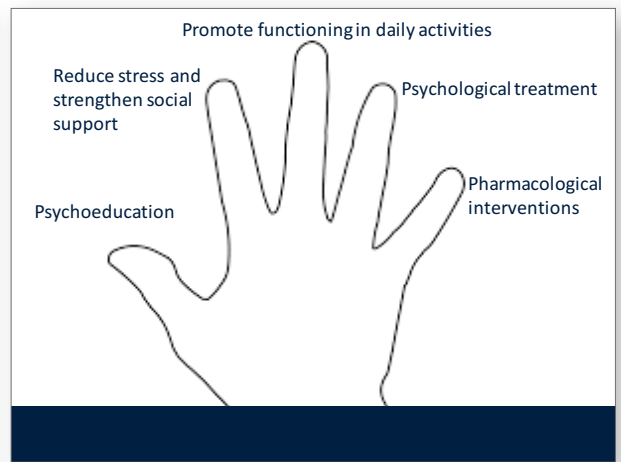 Promote functioning in daily activities
Reduce stress and
strengthen social
support
Psychological treatment
Pharmacological
interventions
Psychoeducation